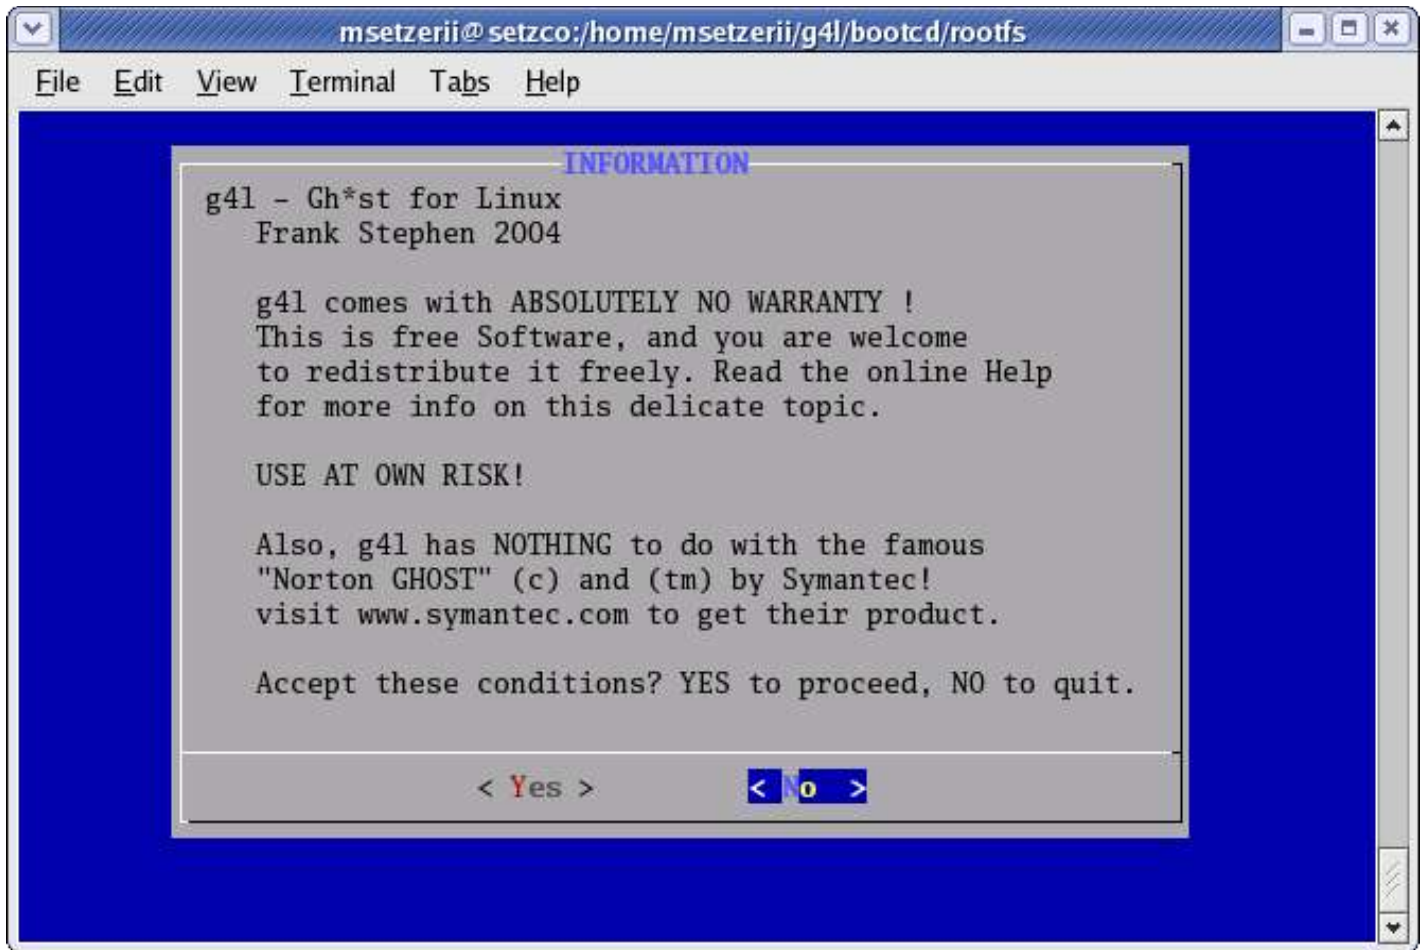 msetzerii@setzco:/home/msetzerii/g4l/bootcd/rootfs
File Edit View Terminal Tabs Help
INFORMATION
g4l – Gh*st for Linux
Frank Stephen 2004
g4l comes with ABSOLUTELY NO WARRANTY !
This is free Software, and you are welcome
to redistribute it freely. Read the online Help
for more info on this delicate topic.
USE AT OWN RISK!
Also, g4l has NOTHING to do with the famous
"Norton GHOST" (c) and (tm) by Symantec!
visit www.symantec.com to get their product.
Accept these conditions? YES to proceed, NO to quit.
< Yes > < No >